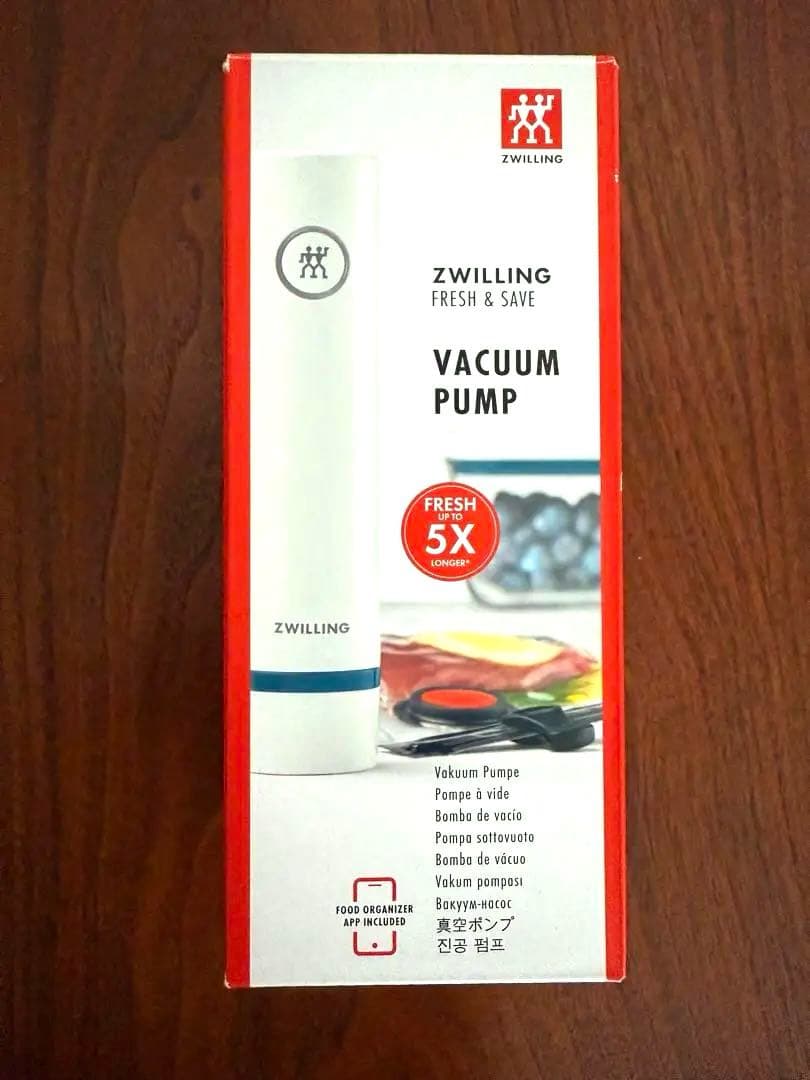 ZWILLING
ZWILLING
FRESH & SAVE
VACUUM
PUMP
FRESH
UP TO
5X
LONGER*
ZWILLING
Vakuum Pumpe
Pompe à vide
Bomba de vacío
Pompa sottovuoto
Bomba de vácuo
Vakum pompası
Вакуум-насос
真空ポンプ
진공 펌프
FOOD ORGANIZER
APP INCLUDED